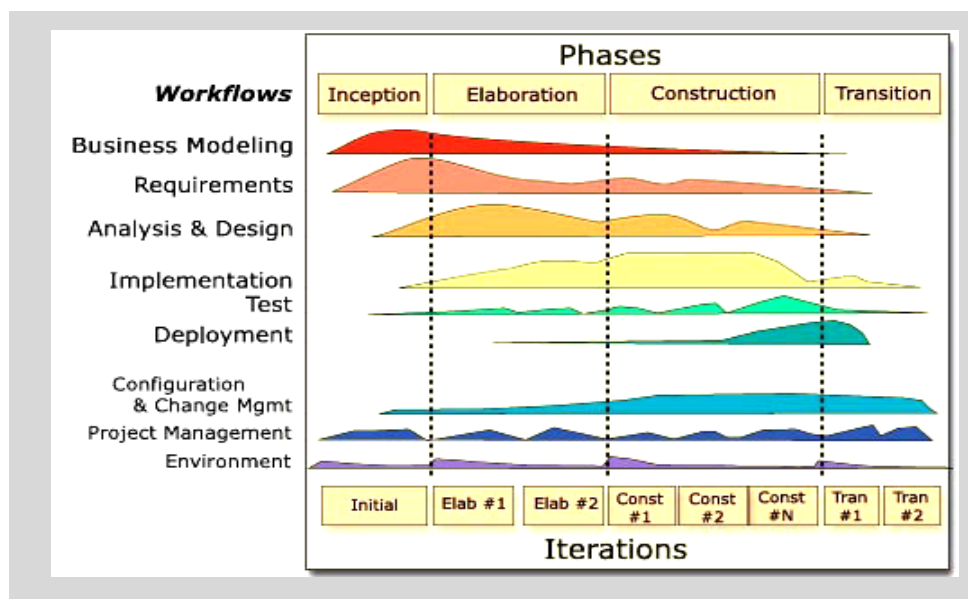 Phases
Workflows
Inception
Elaboration
Construction
Transition
Business Modeling
Requirements
Analysis & Design
Implementation
Test
Deployment
Configuration
& Change Mgmt
Project Management
Environment
Initial
Elab #1
Elab #2
Const
#1
Const
#2
Const
#N
Tran
#1
Tran
#2
Iterations